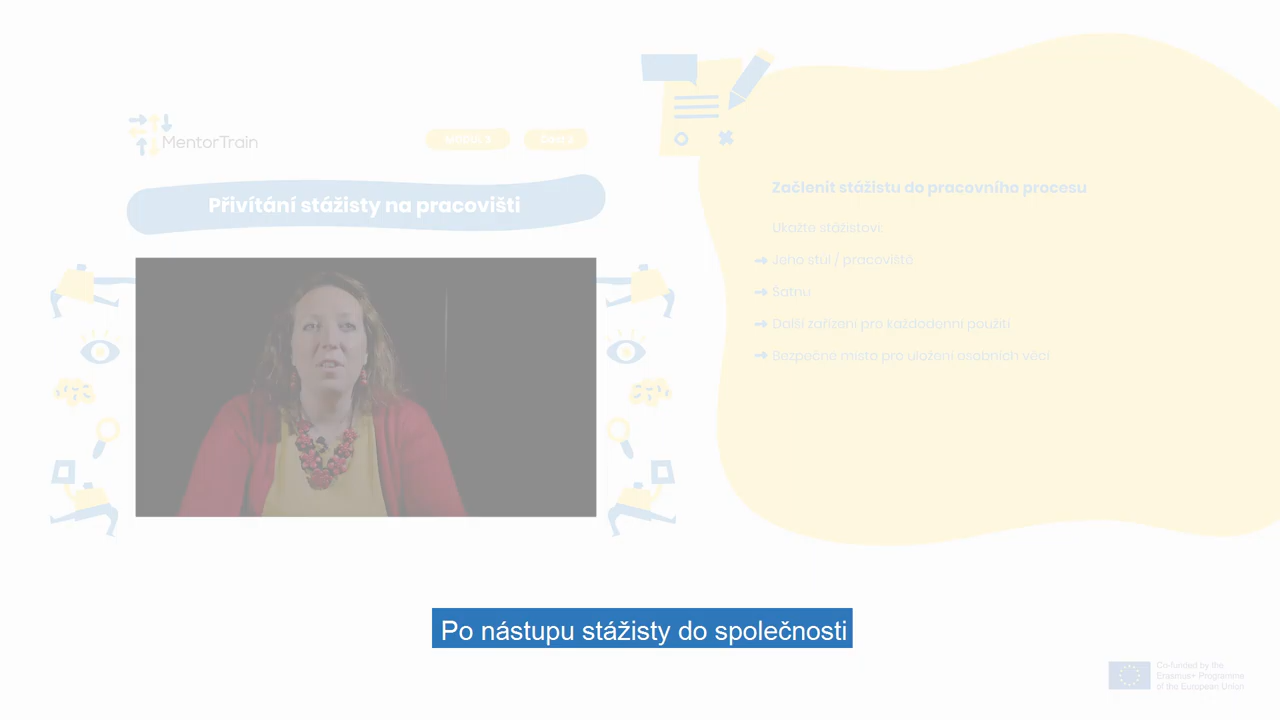 MentorTrain
Přivítání stážisty na pracovišti
Začlenit stážistu do pracovního procesu
Ukažte stážistovi:
Jeho stůl / pracoviště
Šatnu
Další zařízení pro každodenní použití
Bezpečné místo pro uložení osobních věcí
Po nástupu stážisty do společnosti
Co-funded by the
Erasmus+ Programme
of the European Union